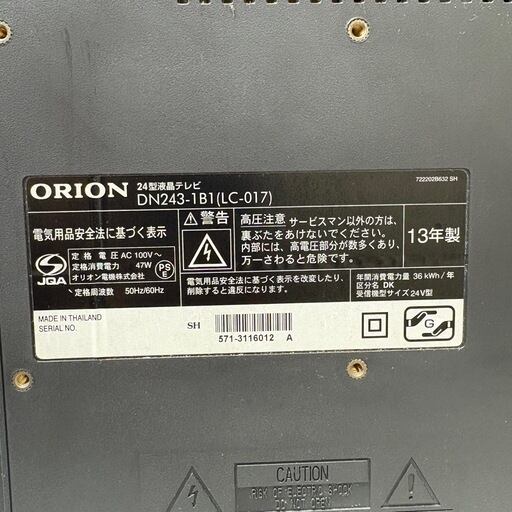 722202B632 SH
ORION
24型液晶テレビ
DN243-1B1(LC-017)
電気用品安全法に基づく表示
定格電圧 AC 100V~
定格消費電力 47W
オリオン電機株式会社
定格周波数 50Hz/60Hz
JQA
PS
E
警告
高圧注意 サービスマン以外の方は、
裏ぶたをあけないでください。
内部には、高電圧部分が数多くあり、
万一さわると危険です。
電気用品安全法に基づく表示を改変したり、
削除すると違反になります。
13年製
年間消費電力量 36 kWh/年
区分名 DK
受信機型サイズ 24V型
MADE IN THAILAND
SERIAL NO.
SH
571-3116012 A
G
CAUTION
RISK OF ELECTRIC SHOCK
DO NOT OPEN